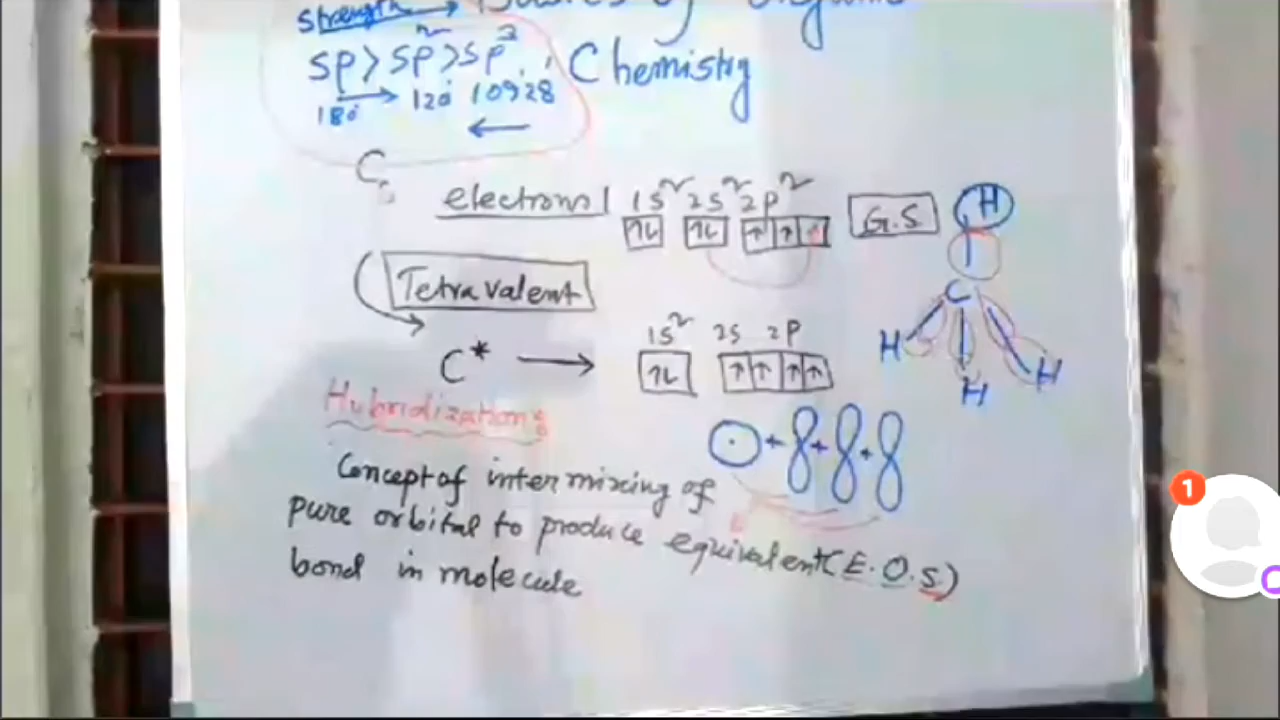 Strength →
Chemistry
SP > SP² > SP³
180° → 120° 109°28
←
C
electrons 1s² 2s² 2p² G.S
H
Tetravalent
C
H
H
H
1s² 2s 2p
C* →
Hybridization:
Concept of intermixing of
pure orbital to produce equivalent (E.O.S)
bond in molecule
1